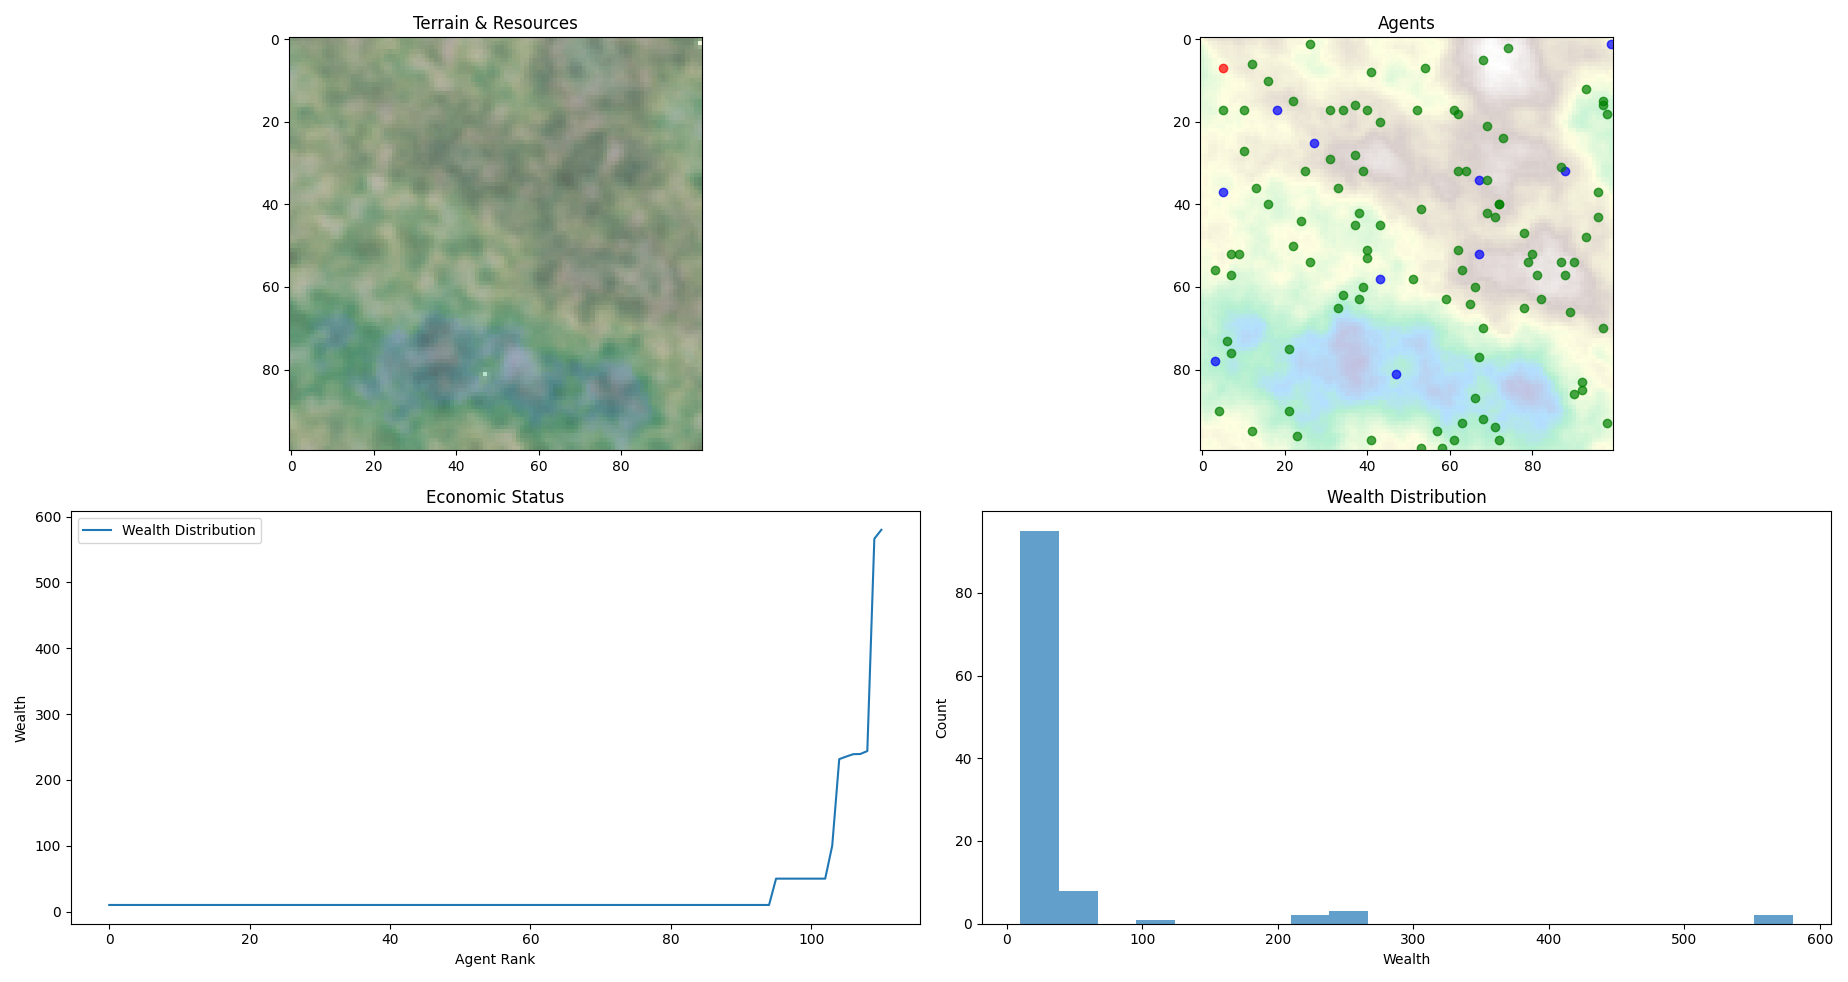 Terrain & Resources
0
20
40
60
80
0 20 40 60 80
Agents
0
20
40
60
80
0 20 40 60 80
Economic Status
Wealth Distribution
600
500
400
300
200
100
0
Wealth
0 20 40 60 80 100
Agent Rank
Wealth Distribution
80
60
40
20
0
Count
0 100 200 300 400 500 600
Wealth